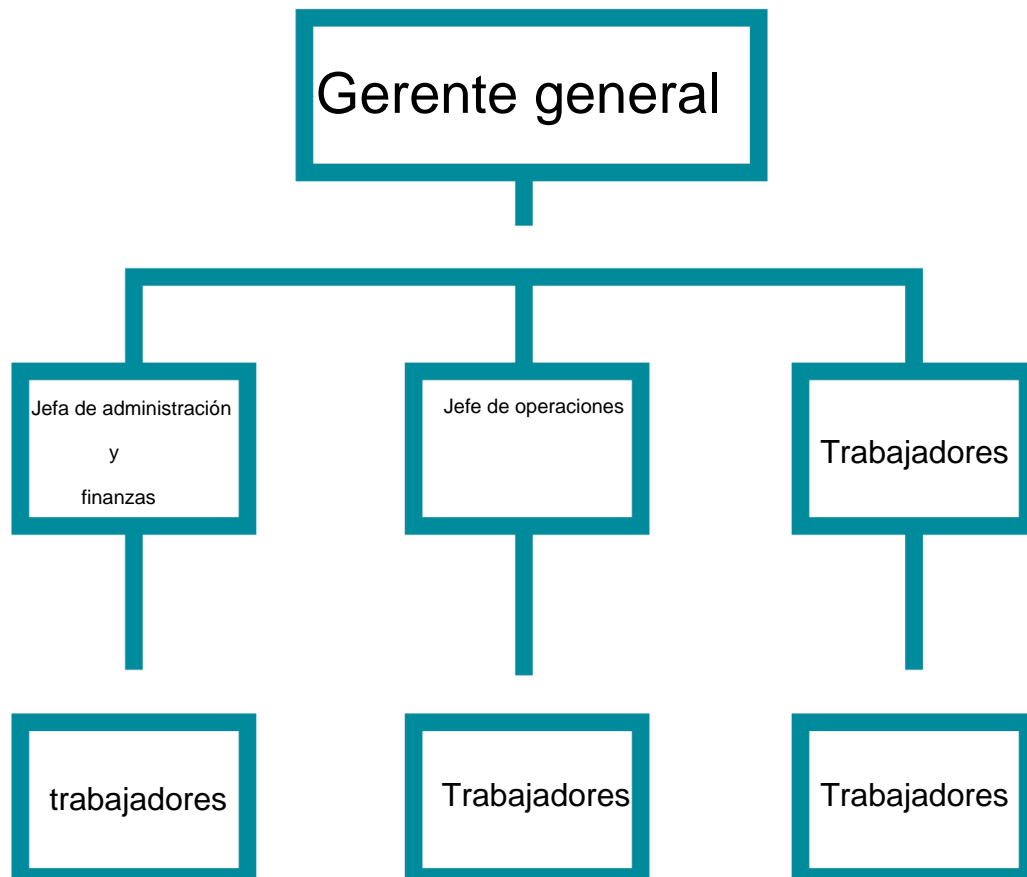 Gerente general
Jefa de administración
y
finanzas
Jefe de operaciones
Trabajadores
trabajadores
Trabajadores
Trabajadores